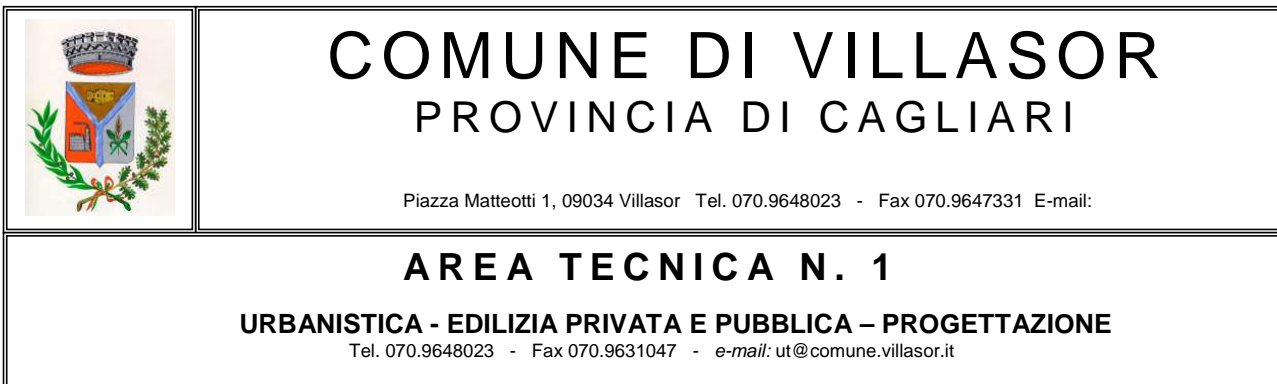 COMUNE DI VILLASOR
PROVINCIA DI CAGLIARI
Piazza Matteotti 1, 09034 Villasor Tel. 070.9648023 - Fax 070.9647331 E-mail:
AREA TECNICA N. 1
URBANISTICA - EDILIZIA PRIVATA E PUBBLICA – PROGETTAZIONE
Tel. 070.9648023 - Fax 070.9631047 - e-mail: ut@comune.villasor.it